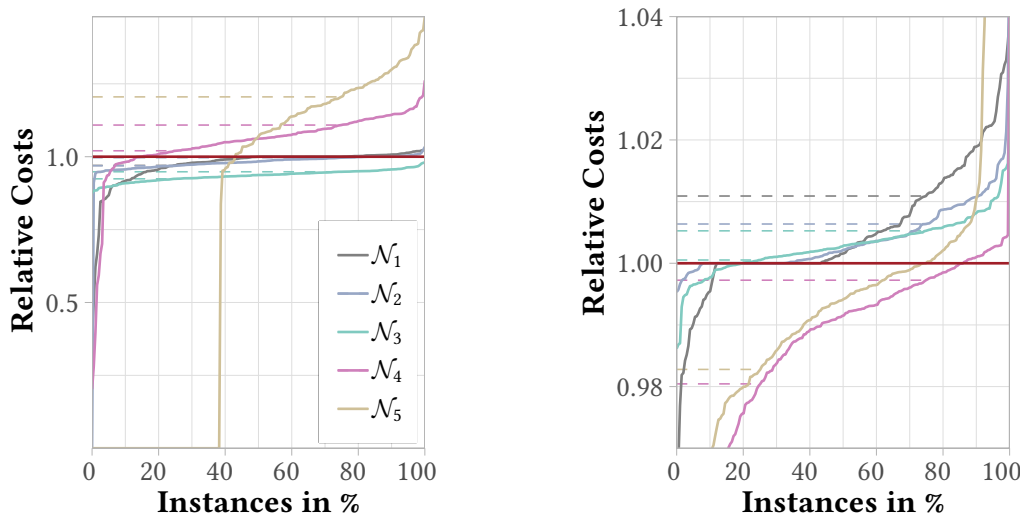 Relative Costs
1.0
0.5
0 20 40 60 80 100
Instances in %
𝒩1
𝒩2
𝒩3
𝒩4
𝒩5
Relative Costs
1.04
1.02
1.00
0.98
0 20 40 60 80 100
Instances in %